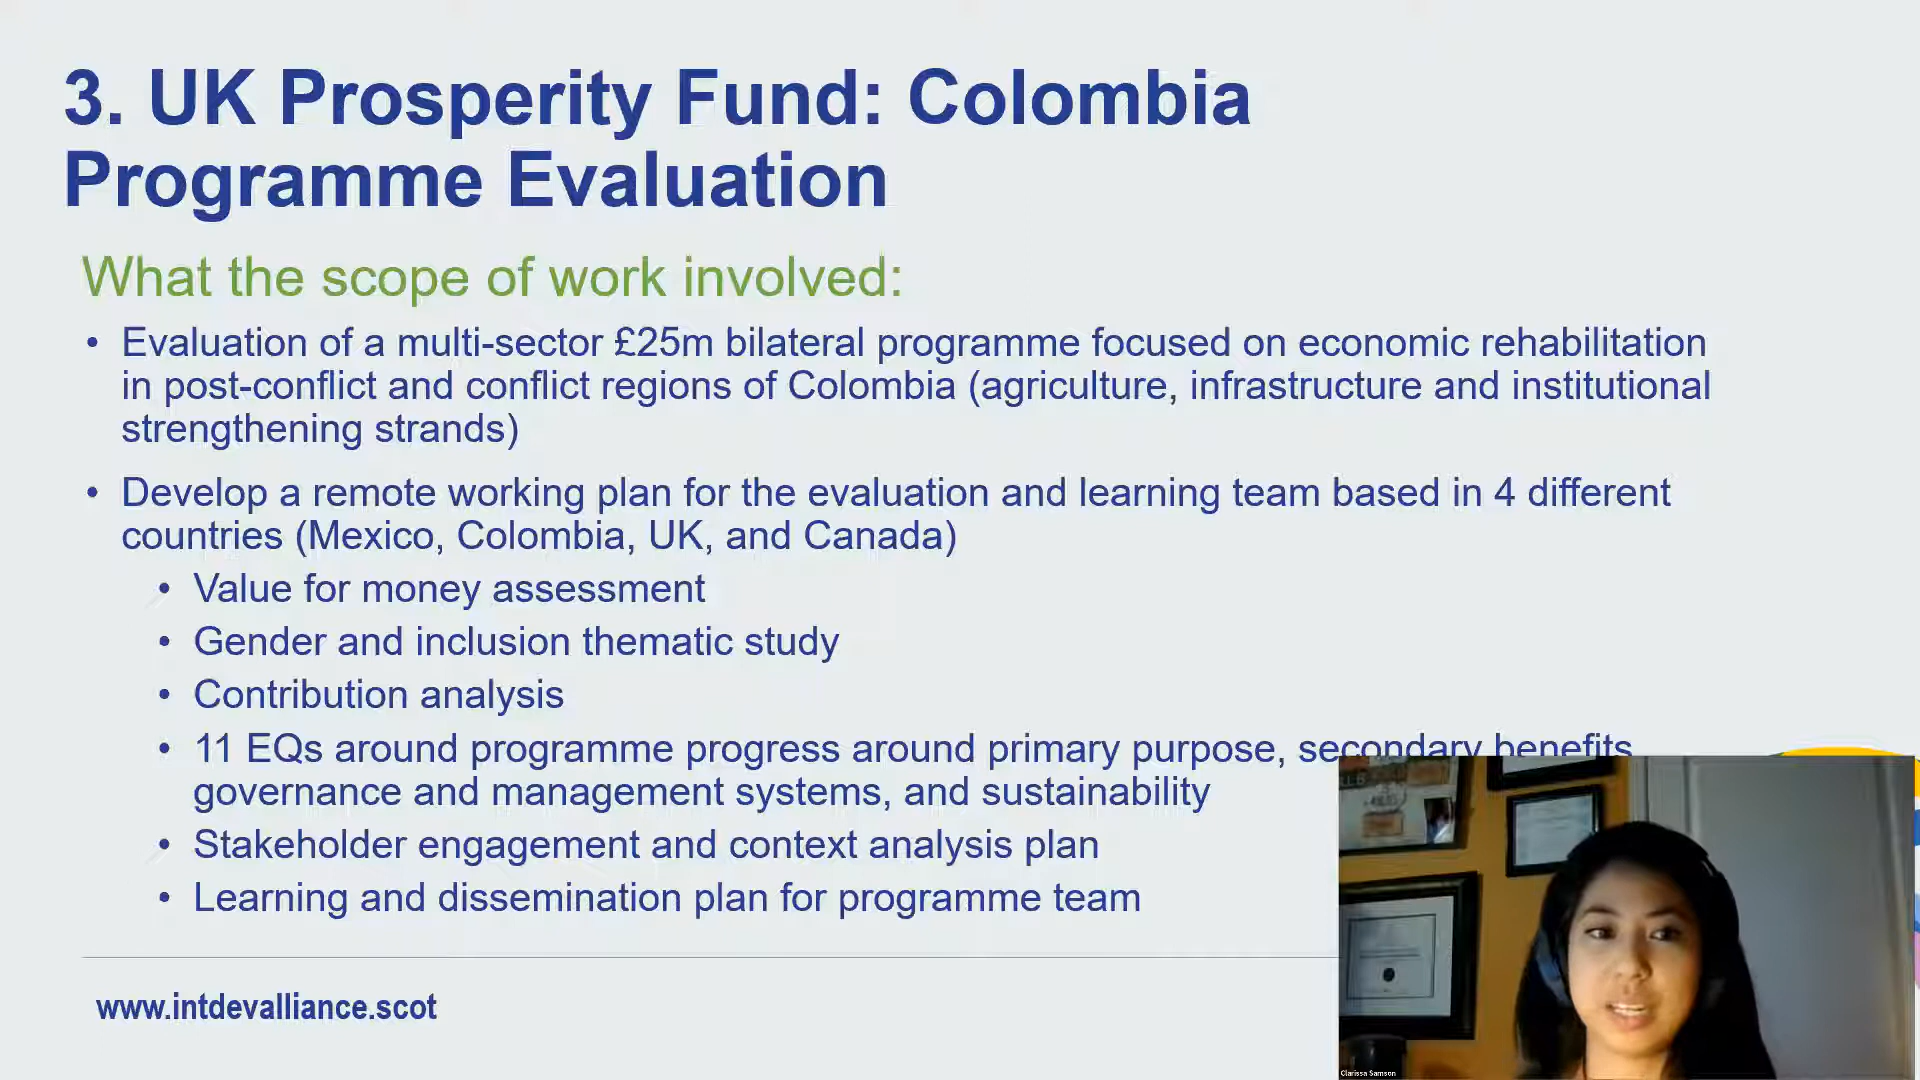 3. UK Prosperity Fund: Colombia
Programme Evaluation
What the scope of work involved:
• Evaluation of a multi-sector £25m bilateral programme focused on economic rehabilitation
in post-conflict and conflict regions of Colombia (agriculture, infrastructure and institutional
strengthening strands)
• Develop a remote working plan for the evaluation and learning team based in 4 different
countries (Mexico, Colombia, UK, and Canada)
• Value for money assessment
• Gender and inclusion thematic study
• Contribution analysis
• 11 EQs around programme progress around primary purpose, secondary benefits
governance and management systems, and sustainability
• Stakeholder engagement and context analysis plan
• Learning and dissemination plan for programme team
www.intdevalliance.scot
Clarissa Samson